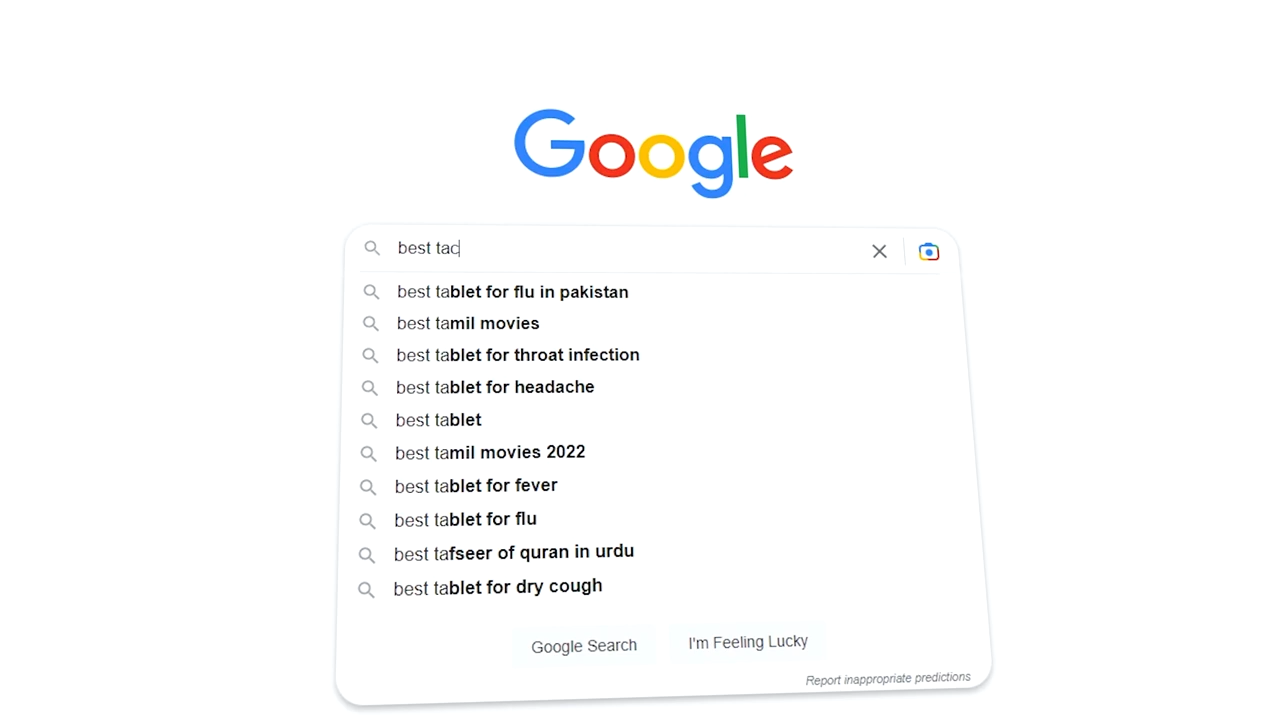 Google
best tac
best tablet for flu in pakistan
best tamil movies
best tablet for throat infection
best tablet for headache
best tablet
best tamil movies 2022
best tablet for fever
best tablet for flu
best tafseer of quran in urdu
best tablet for dry cough
Google Search I'm Feeling Lucky
Report inappropriate predictions